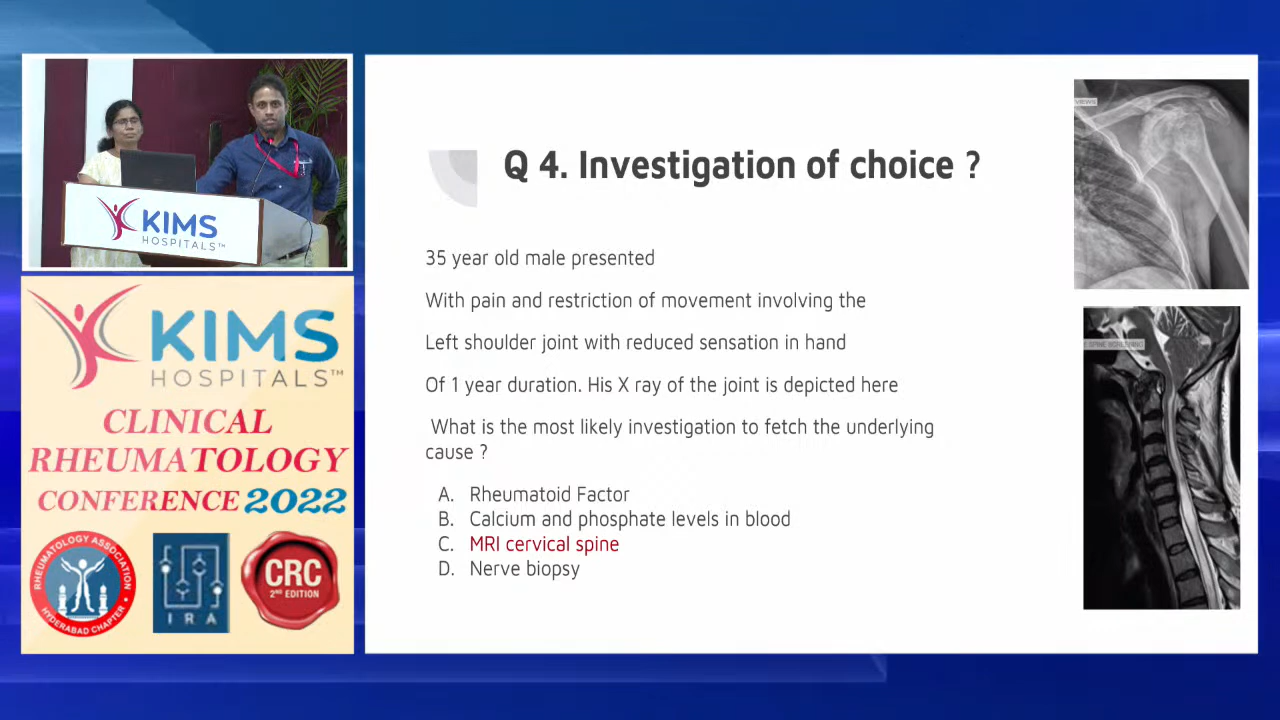 KIMS
HOSPITALS™
KIMS
HOSPITALS™
CLINICAL
RHEUMATOLOGY
CONFERENCE 2022
RHEUMATOLOGY ASSOCIATION
HYDERABAD CHAPTER
IRA
CRC
2ND EDITION
Q 4. Investigation of choice ?
35 year old male presented
With pain and restriction of movement involving the
Left shoulder joint with reduced sensation in hand
Of 1 year duration. His X ray of the joint is depicted here
What is the most likely investigation to fetch the underlying
cause ?
A. Rheumatoid Factor
B. Calcium and phosphate levels in blood
C. MRI cervical spine
D. Nerve biopsy
VIEWS
SPINE SCREENING